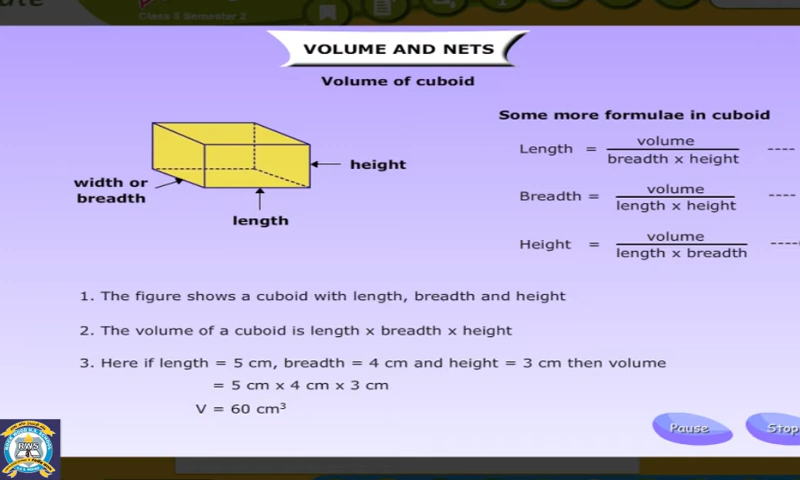 Class 5 Semester 2
VOLUME AND NETS
Volume of cuboid
Some more formulae in cuboid
height
width or
breadth
length
Length = volume
breadth x height
----
Breadth = volume
length x height
----
Height = volume
length x breadth
----
1. The figure shows a cuboid with length, breadth and height
2. The volume of a cuboid is length x breadth x height
3. Here if length = 5 cm, breadth = 4 cm and height = 3 cm then volume
= 5 cm x 4 cm x 3 cm
V = 60 cm³
RWS
Pause
Stop